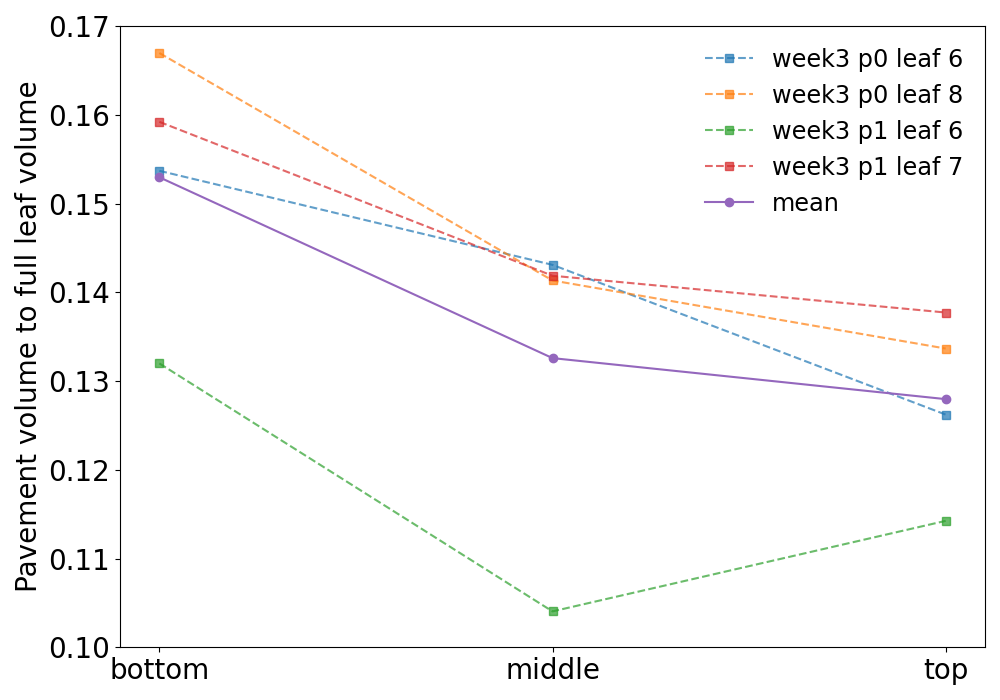 Pavement volume to full leaf volume
0.17
0.16
0.15
0.14
0.13
0.12
0.11
0.10
week3 p0 leaf 6
week3 p0 leaf 8
week3 p1 leaf 6
week3 p1 leaf 7
mean
bottom
middle
top